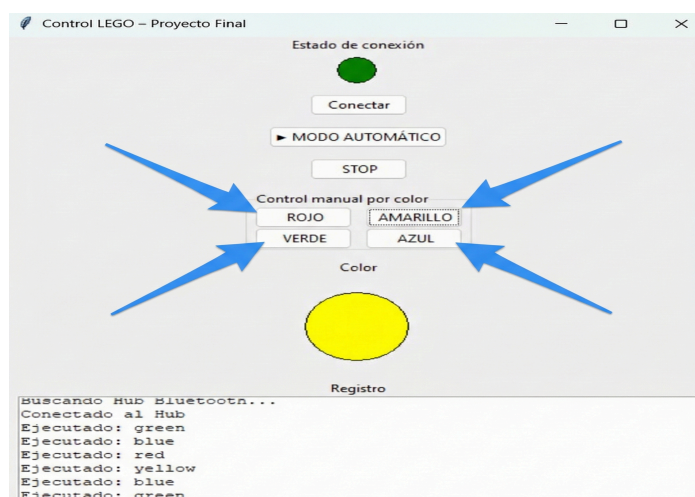 Control LEGO – Proyecto Final
Estado de conexión
Conectar
► MODO AUTOMÁTICO
STOP
Control manual por color
ROJO AMARILLO
VERDE AZUL
Color
Registro
Buscando Hub Bluetooth...
Conectado al Hub
Ejecutado: green
Ejecutado: blue
Ejecutado: red
Ejecutado: yellow
Ejecutado: blue
Ejecutado: green